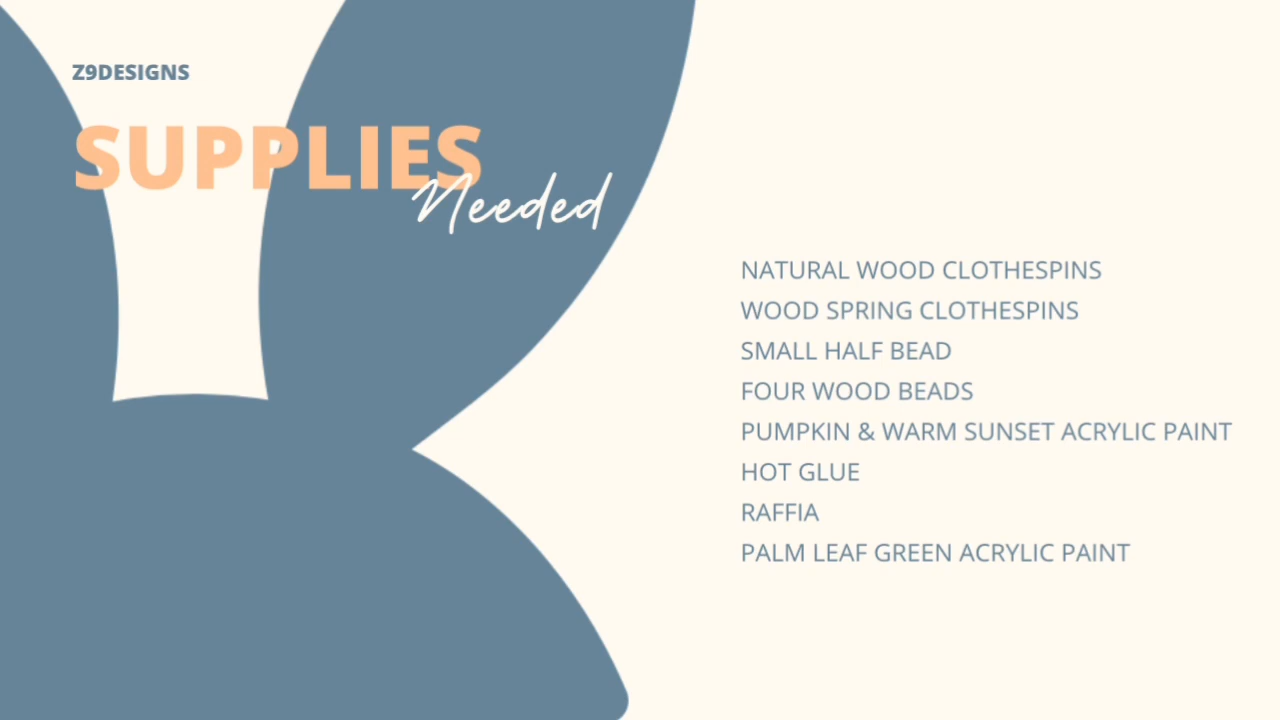 Z9DESIGNS
SUPPLIES
Needed
NATURAL WOOD CLOTHESPINS
WOOD SPRING CLOTHESPINS
SMALL HALF BEAD
FOUR WOOD BEADS
PUMPKIN & WARM SUNSET ACRYLIC PAINT
HOT GLUE
RAFFIA
PALM LEAF GREEN ACRYLIC PAINT